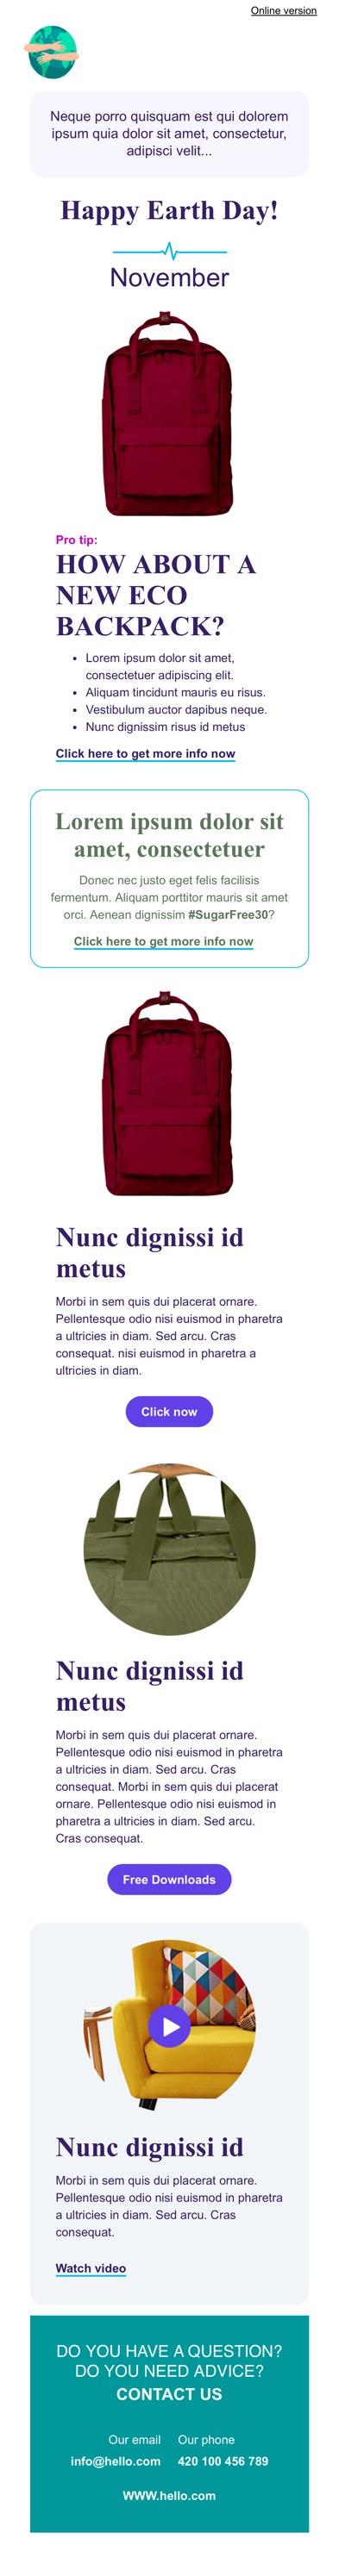 Online version
Neque porro quisquam est qui dolorem
ipsum quia dolor sit amet, consectetur,
adipisci velit...
Happy Earth Day!
November
Pro tip:
HOW ABOUT A
NEW ECO
BACKPACK?
• Lorem ipsum dolor sit amet,
consectetuer adipiscing elit.
• Aliquam tincidunt mauris eu risus.
• Vestibulum auctor dapibus neque.
• Nunc dignissim risus id metus
Click here to get more info now
Lorem ipsum dolor sit
amet, consectetuer
Donec nec justo eget felis facilisis
fermentum. Aliquam porttitor mauris sit amet
orci. Aenean dignissim #SugarFree30?
Click here to get more info now
Nunc dignissi id
metus
Morbi in sem quis dui placerat ornare.
Pellentesque odio nisi euismod in pharetra
a ultricies in diam. Sed arcu. Cras
consequat. nisi euismod in pharetra a
ultricies in diam.
Click now
Nunc dignissi id
metus
Morbi in sem quis dui placerat ornare.
Pellentesque odio nisi euismod in pharetra
a ultricies in diam. Sed arcu. Cras
consequat. Morbi in sem quis dui placerat
ornare. Pellentesque odio nisi euismod in
pharetra a ultricies in diam. Sed arcu.
Cras consequat.
Free Downloads
Nunc dignissi id
Morbi in sem quis dui placerat ornare.
Pellentesque odio nisi euismod in pharetra
a ultricies in diam. Sed arcu. Cras
consequat.
Watch video
DO YOU HAVE A QUESTION?
DO YOU NEED ADVICE?
CONTACT US
Our email Our phone
info@hello.com 420 100 456 789
WWW.hello.com